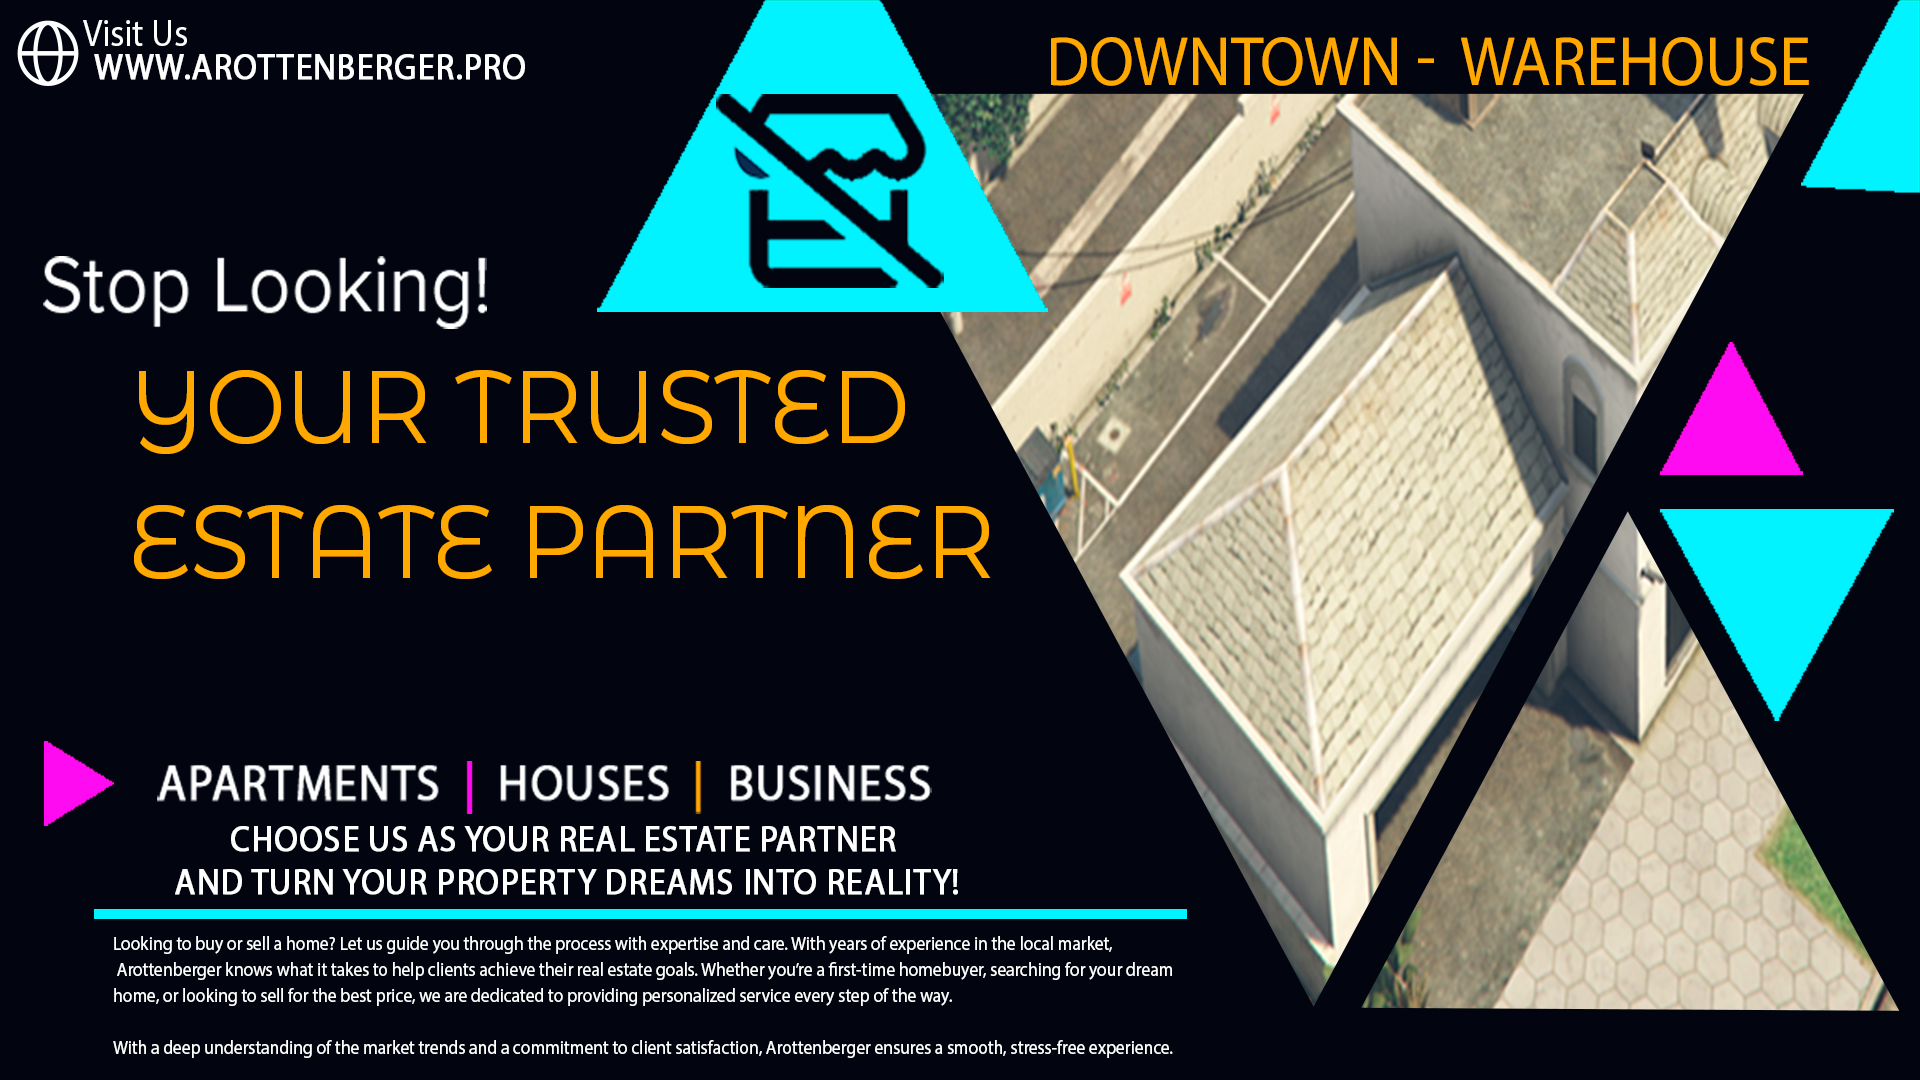 Visit Us
WWW.AROTTENBERGER.PRO
DOWNTOWN - WAREHOUSE
Stop Looking!
YOUR TRUSTED
ESTATE PARTNER
APARTMENTS | HOUSES | BUSINESS
CHOOSE US AS YOUR REAL ESTATE PARTNER
AND TURN YOUR PROPERTY DREAMS INTO REALITY!
Looking to buy or sell a home? Let us guide you through the process with expertise and care. With years of experience in the local market,
Arottenberger knows what it takes to help clients achieve their real estate goals. Whether you’re a first-time homebuyer, searching for your dream
home, or looking to sell for the best price, we are dedicated to providing personalized service every step of the way.
With a deep understanding of the market trends and a commitment to client satisfaction, Arottenberger ensures a smooth, stress-free experience.